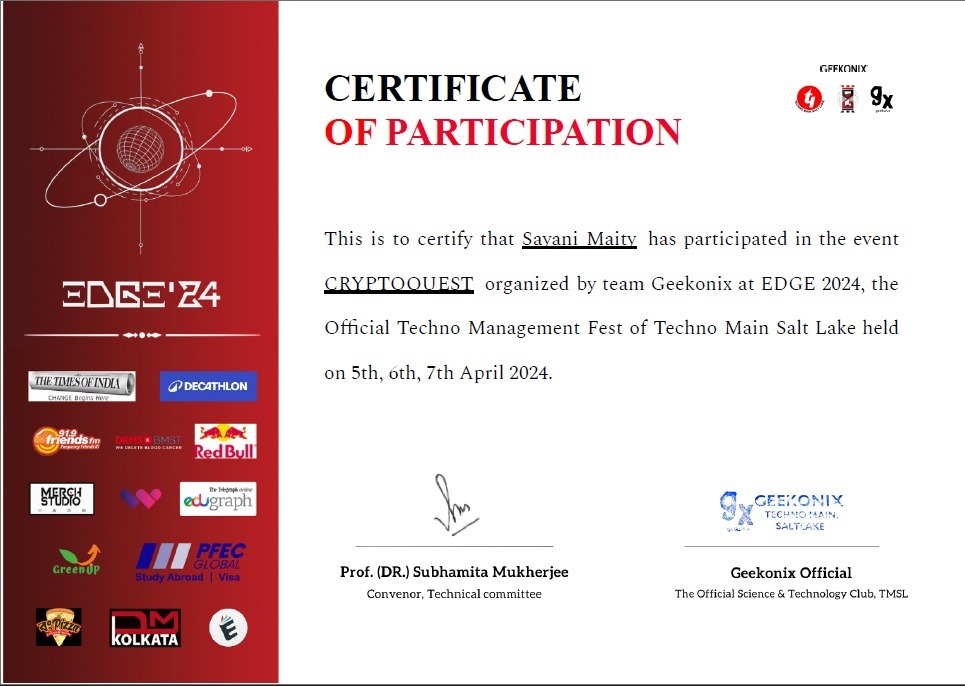 EDGE'24
THE TIMES OF INDIA
CHANGE Begins Here
DECATHLON
91.9
friends fm
DKMS BMST
WE DELETE BLOOD CANCER
Red Bull
MERCH
STUDIO
The Telegraph online
edugraph
Green UP
PFEC
GLOBAL
Study Abroad | Visa
Pizza
DM
KOLKATA
E
CERTIFICATE
OF PARTICIPATION
GEEKONIX
gx
This is to certify that Sayani Maity has participated in the event
CRYPTOQUEST organized by team Geekonix at EDGE 2024, the
Official Techno Management Fest of Techno Main Salt Lake held
on 5th, 6th, 7th April 2024.
Prof. (DR.) Subhamita Mukherjee
Convenor, Technical committee
gx GEEKONIX
TECHNO MAIN,
SALTLAKE
Geekonix Official
The Official Science & Technology Club, TMSL